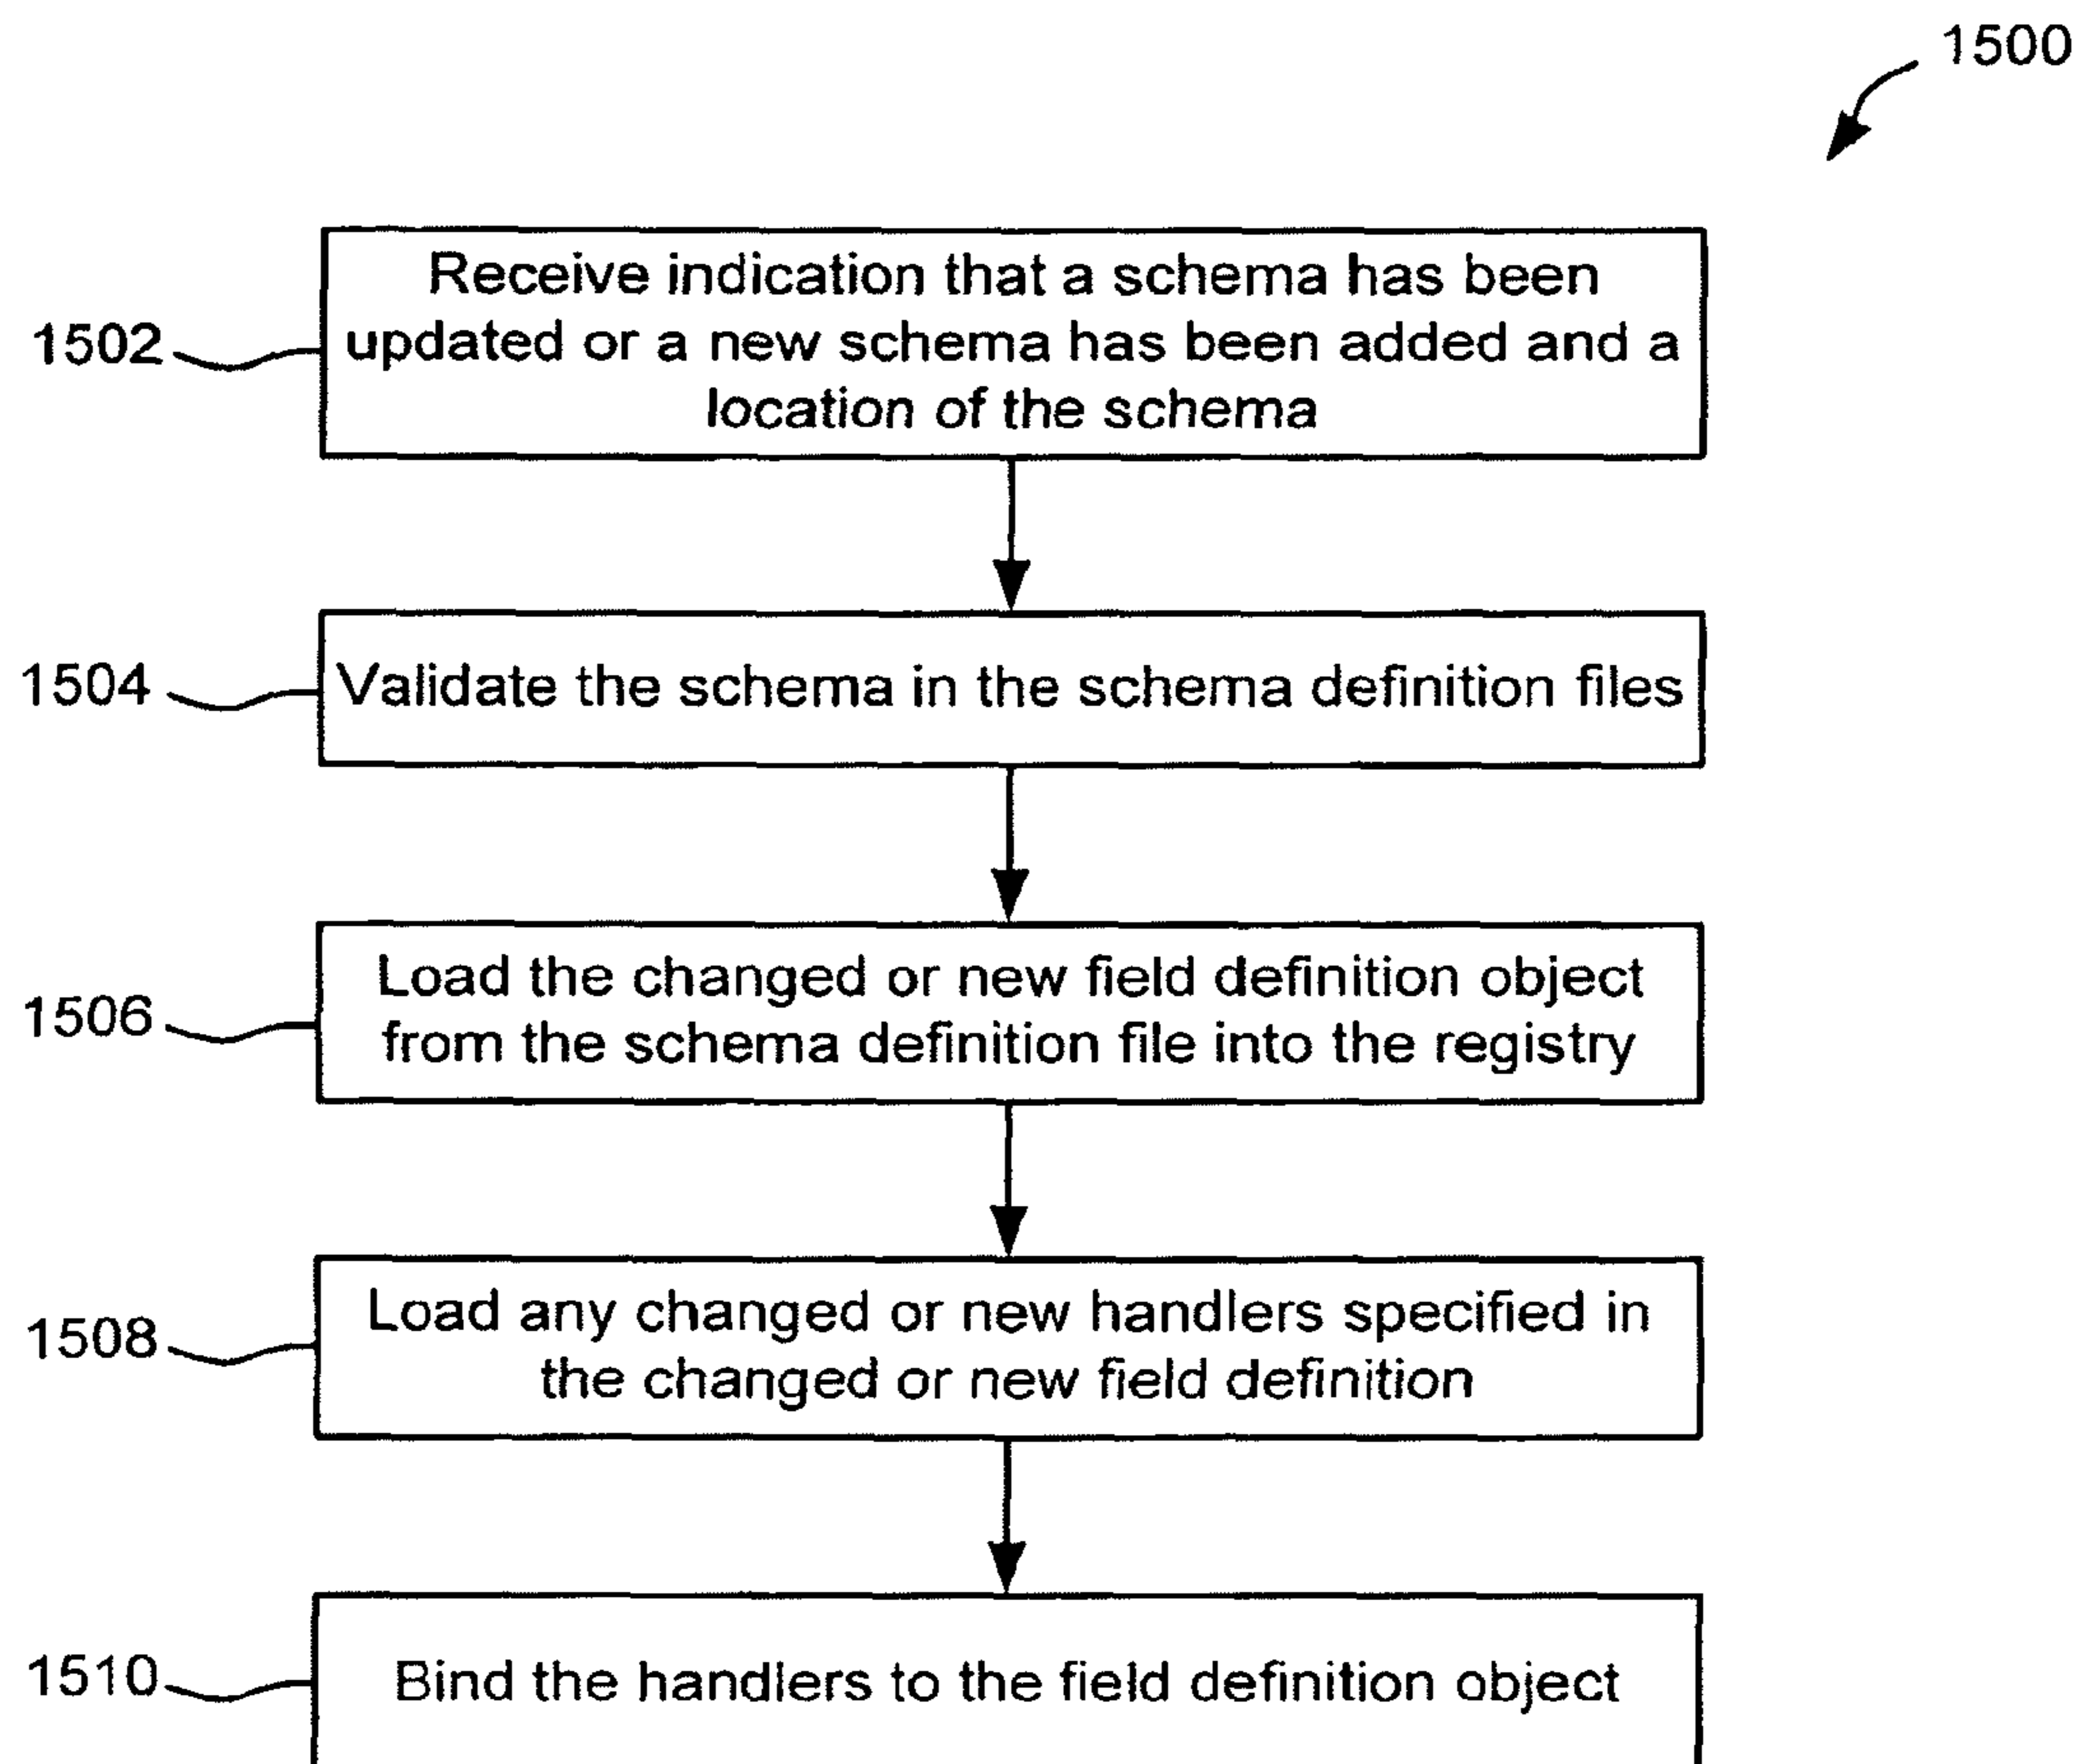 1500
1502
Receive indication that a schema has been
updated or a new schema has been added and a
location of the schema
1504
Validate the schema in the schema definition files
1506
Load the changed or new field definition object
from the schema definition file into the registry
1508
Load any changed or new handlers specified in
the changed or new field definition
1510
Bind the handlers to the field definition object